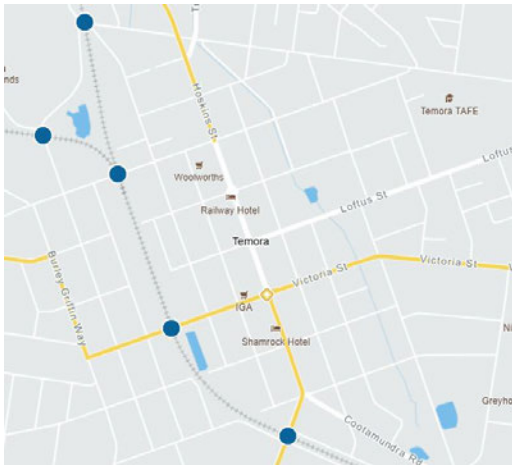 Hoskins St
nds
Temora TAFE
Woolworths
Loftus
Railway Hotel
Loftus St
Temora
Burley Griffin Way
Victoria St
Victoria St
IGA
Shamrock Hotel
Ni
Greyho
Cootamundra Rd